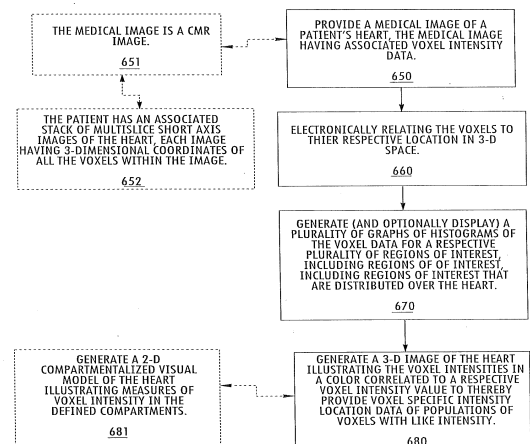 THE MEDICAL IMAGE IS A CMR
IMAGE.
651
PROVIDE A MEDICAL IMAGE OF A
PATIENT'S HEART, THE MEDICAL IMAGE
HAVING ASSOCIATED VOXEL INTENSITY
DATA.
650
THE PATIENT HAS AN ASSOCIATED
STACK OF MULTISLICE SHORT AXIS
IMAGES OF THE HEART, EACH IMAGE
HAVING 3-DIMENSIONAL COORDINATES OF
ALL THE VOXELS WITHIN THE IMAGE.
652
ELECTRONICALLY RELATING THE VOXELS TO
THIER RESPECTIVE LOCATION IN 3-D
SPACE.
660
GENERATE (AND OPTIONALLY DISPLAY) A
PLURALITY OF GRAPHS OF HISTOGRAMS OF
THE VOXEL DATA FOR A RESPECTIVE
PLURALITY OF REGIONS OF INTEREST,
INCLUDING REGIONS OF OF INTEREST,
INCLUDING REGIONS OF INTEREST THAT
ARE DISTRIBUTED OVER THE HEART.
670
GENERATE A 2-D
COMPARTMENTALIZED VISUAL
MODEL OF THE HEART
ILLUSTRATING MEASURES OF
VOXEL INTENSITY IN THE
DEFINED COMPARTMENTS.
681
GENERATE A 3-D IMAGE OF THE HEART
ILLUSTRATING THE VOXEL INTENSITIES IN
A COLOR CORRELATED TO A RESPECTIVE
VOXEL INTENSITY VALUE TO THEREBY
PROVIDE VOXEL SPECIFIC INTENSITY
LOCATION DATA OF POPULATIONS OF
VOXELS WITH LIKE INTENSITY.
680